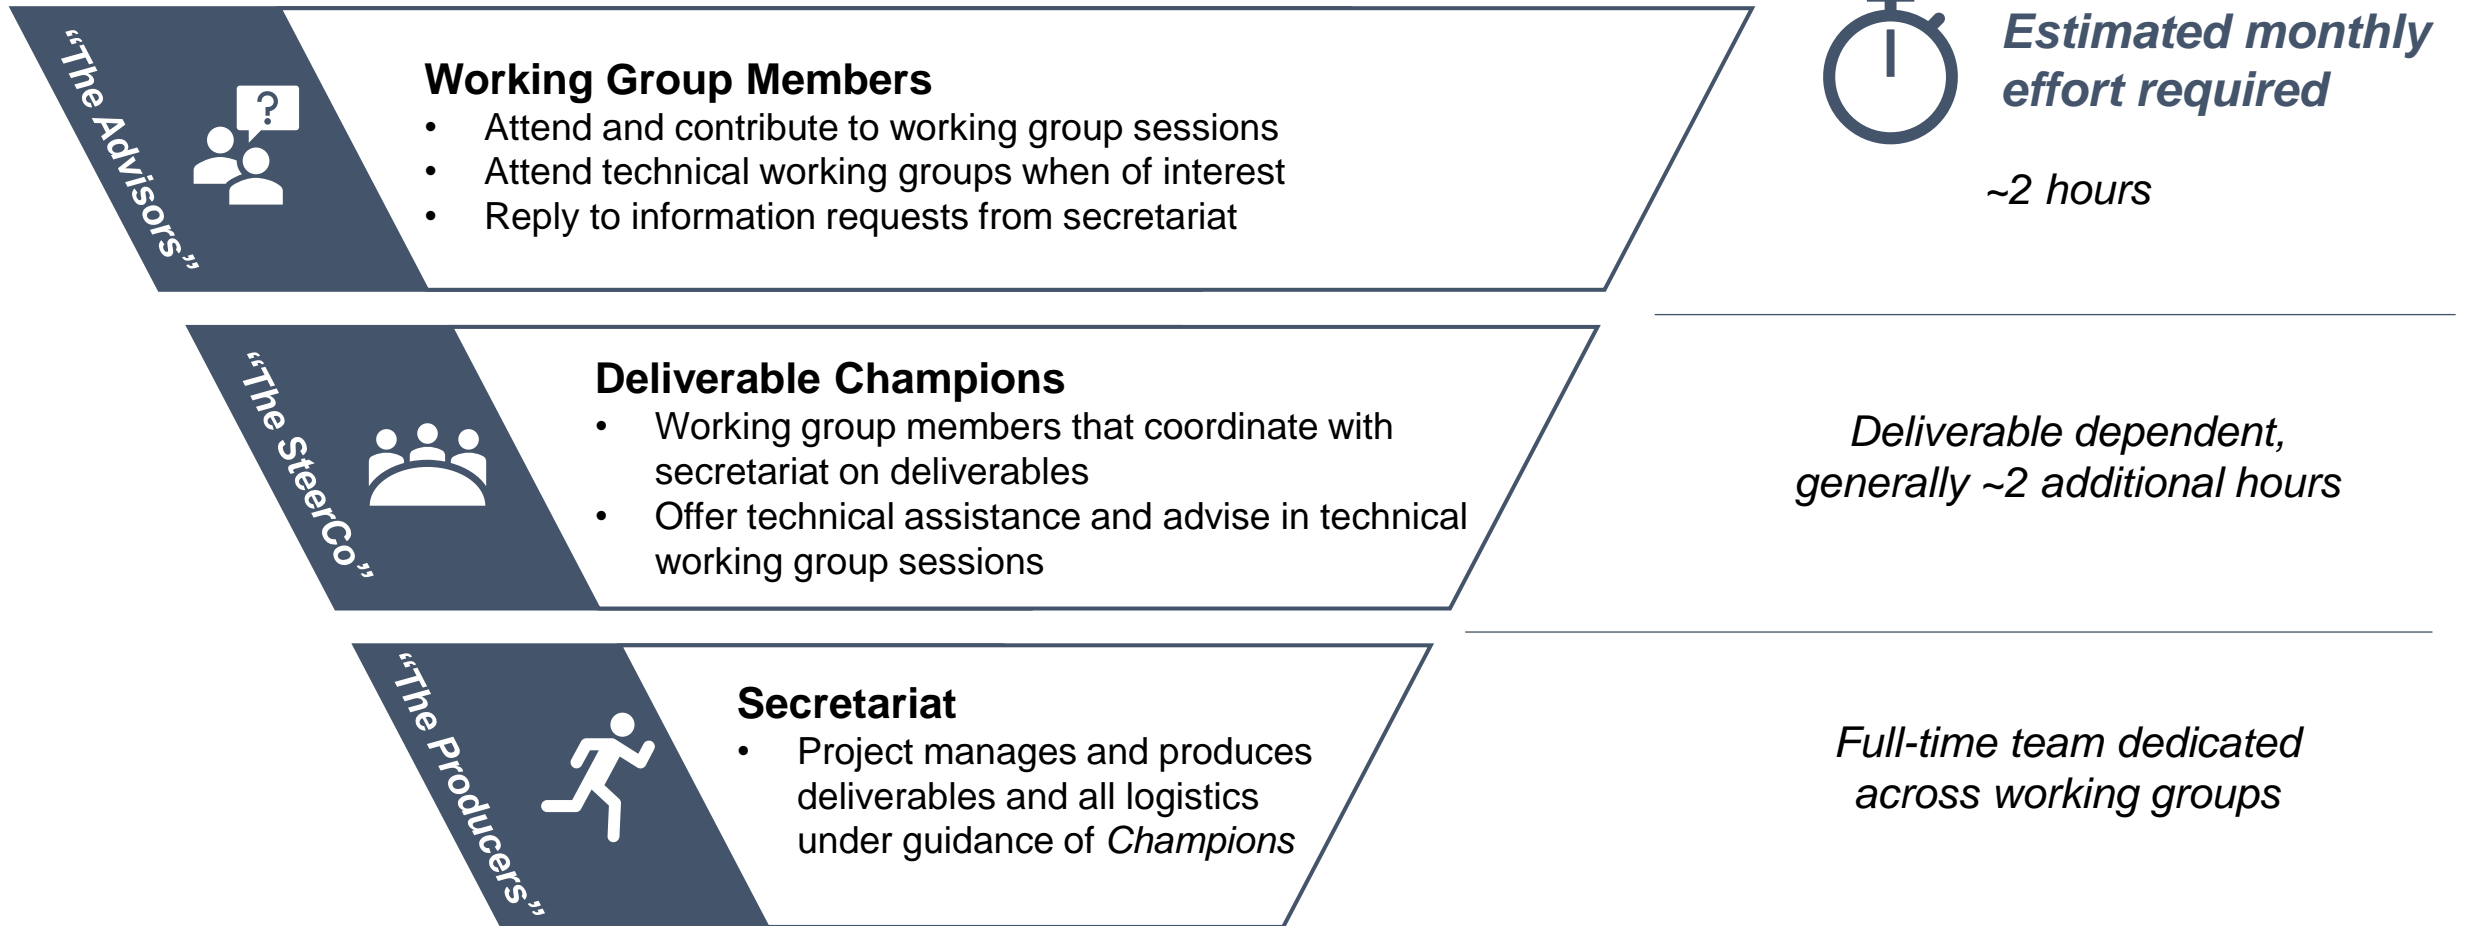 “The Advisors”
?
Working Group Members
• Attend and contribute to working group sessions
• Attend technical working groups when of interest
• Reply to information requests from secretariat
Estimated monthly
effort required
~2 hours
“The SteerCo”
Deliverable Champions
• Working group members that coordinate with
secretariat on deliverables
• Offer technical assistance and advise in technical
working group sessions
Deliverable dependent,
generally ~2 additional hours
“The Producers”
Secretariat
• Project manages and produces
deliverables and all logistics
under guidance of Champions
Full-time team dedicated
across working groups